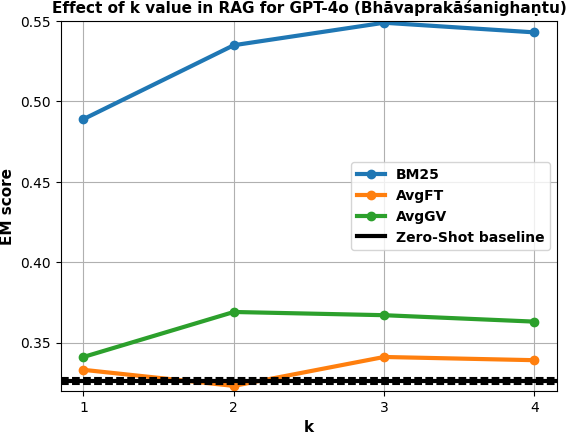 Effect of k value in RAG for GPT-4o (Bhāvaprakāśanighaṇṭu)
EM score
0.55
0.50
0.45
0.40
0.35
BM25
AvgFT
AvgGV
Zero-Shot baseline
1 2 3 4
k